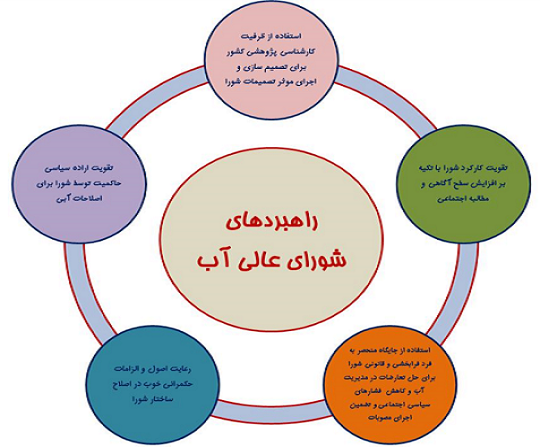 استفاده از ظرفیت
کارشناسی پژوهشی کشور
برای تصمیم سازی و
اجرای موثر تصمیمات شورا
تقویت کارکرد شورا با تکیه
بر افزایش سطح آگاهی و
مطالبه اجتماعی
استفاده از جایگاه منحصر به
فرد فرابخشی و قانونی شورا
برای حل تعارضات در مدیریت
آب و کاهش فشارهای
سیاسی اجتماعی و تضمین
اجرای مصوبات
رعایت اصول و الزامات
حکمرانی خوب در اصلاح
ساختار شورا
تقویت اراده سیاسی
حاکمیت توسط شورا برای
اصلاحات آبی
راهبردهای
شورای عالی آب